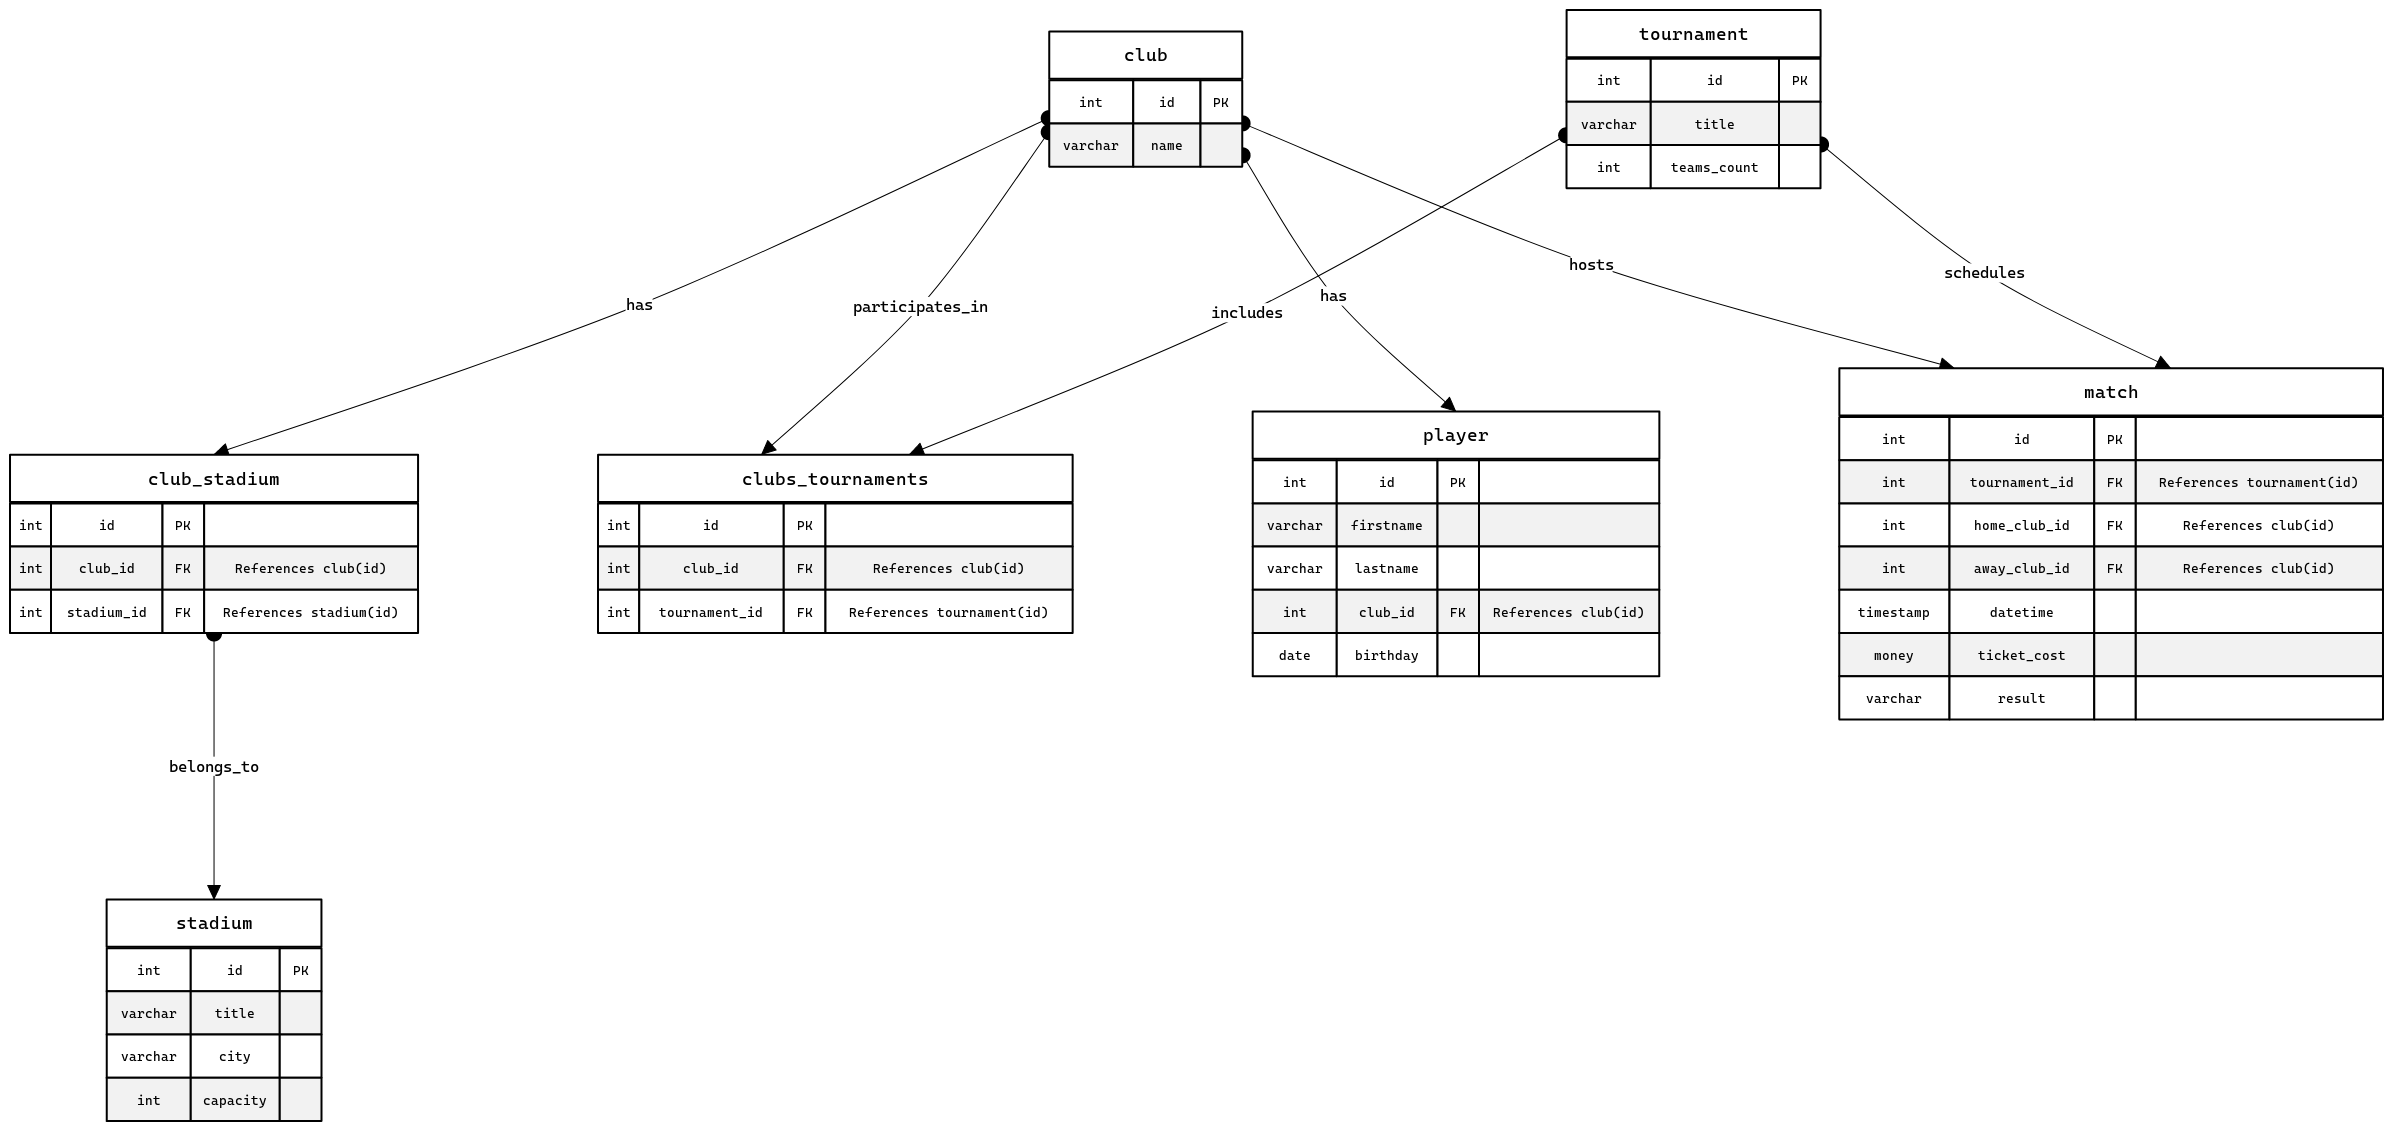 club
int id PK
varchar name
tournament
int id PK
varchar title
int teams_count
has
participates_in
includes
has
hosts
schedules
club_stadium
int id PK
int club_id FK References club(id)
int stadium_id FK References stadium(id)
clubs_tournaments
int id PK
int club_id FK References club(id)
int tournament_id FK References tournament(id)
player
int id PK
varchar firstname
varchar lastname
int club_id FK References club(id)
date birthday
match
int id PK
int tournament_id FK References tournament(id)
int home_club_id FK References club(id)
int away_club_id FK References club(id)
timestamp datetime
money ticket_cost
varchar result
belongs_to
stadium
int id PK
varchar title
varchar city
int capacity